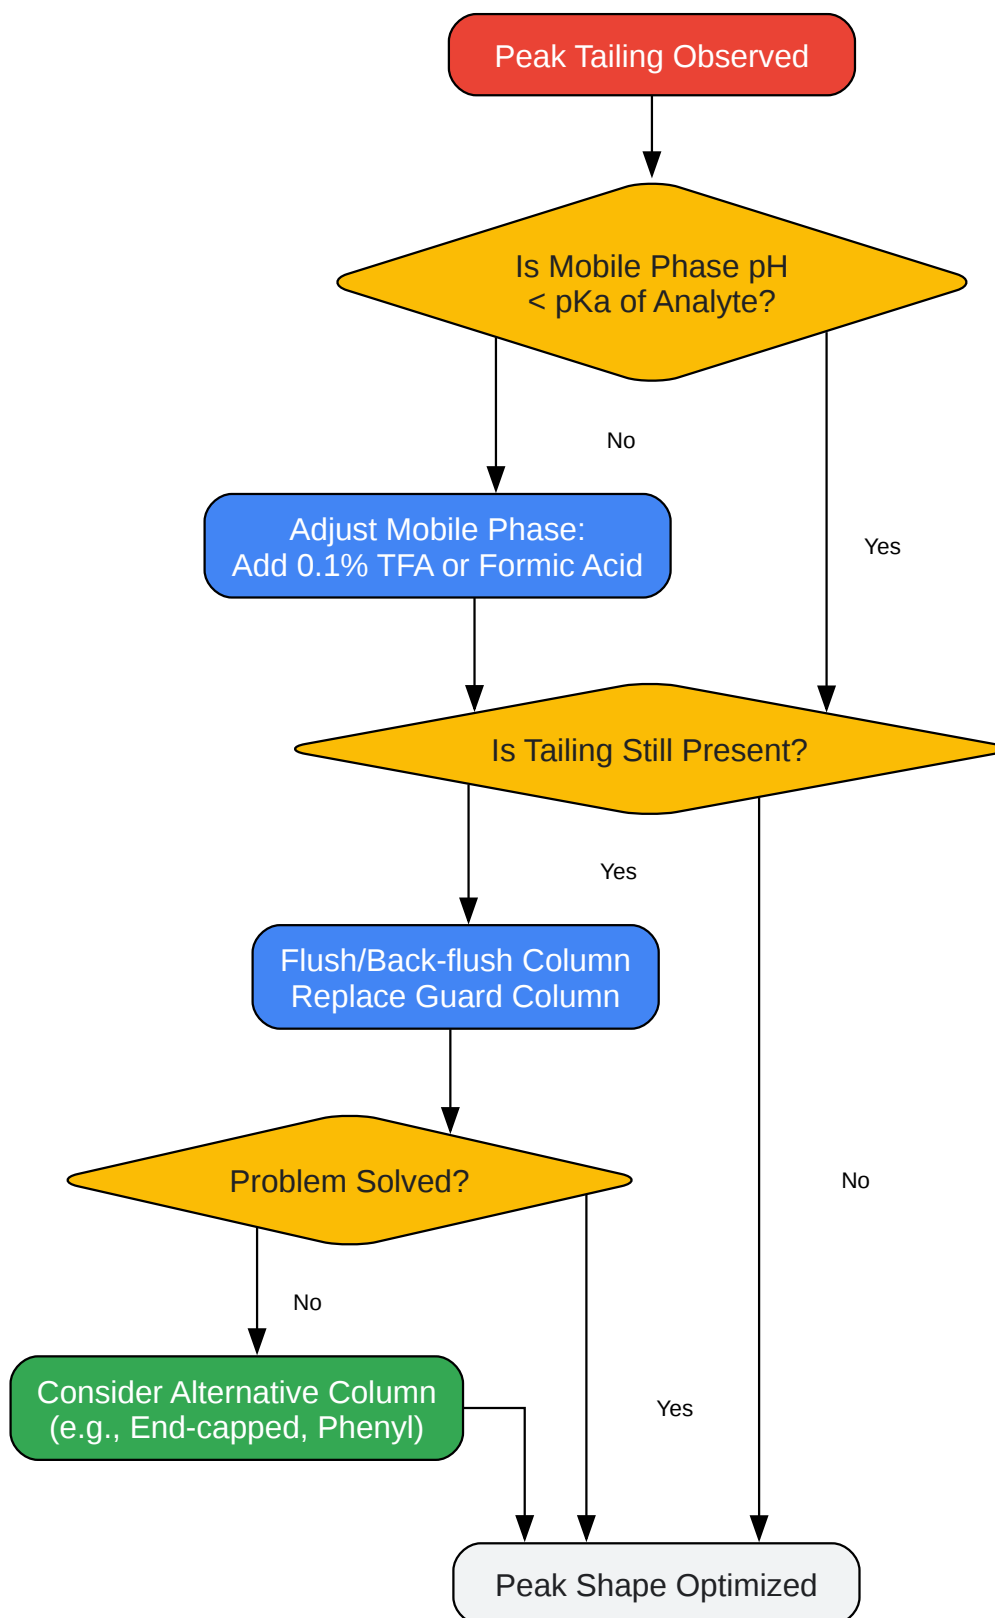 Peak Tailing Observed
Is Mobile Phase pH
< pKa of Analyte?
No
Adjust Mobile Phase:
Add 0.1% TFA or Formic Acid
Yes
Is Tailing Still Present?
Yes
Flush/Back-flush Column
Replace Guard Column
Problem Solved?
No
No
Consider Alternative Column
(e.g., End-capped, Phenyl)
Yes
Peak Shape Optimized